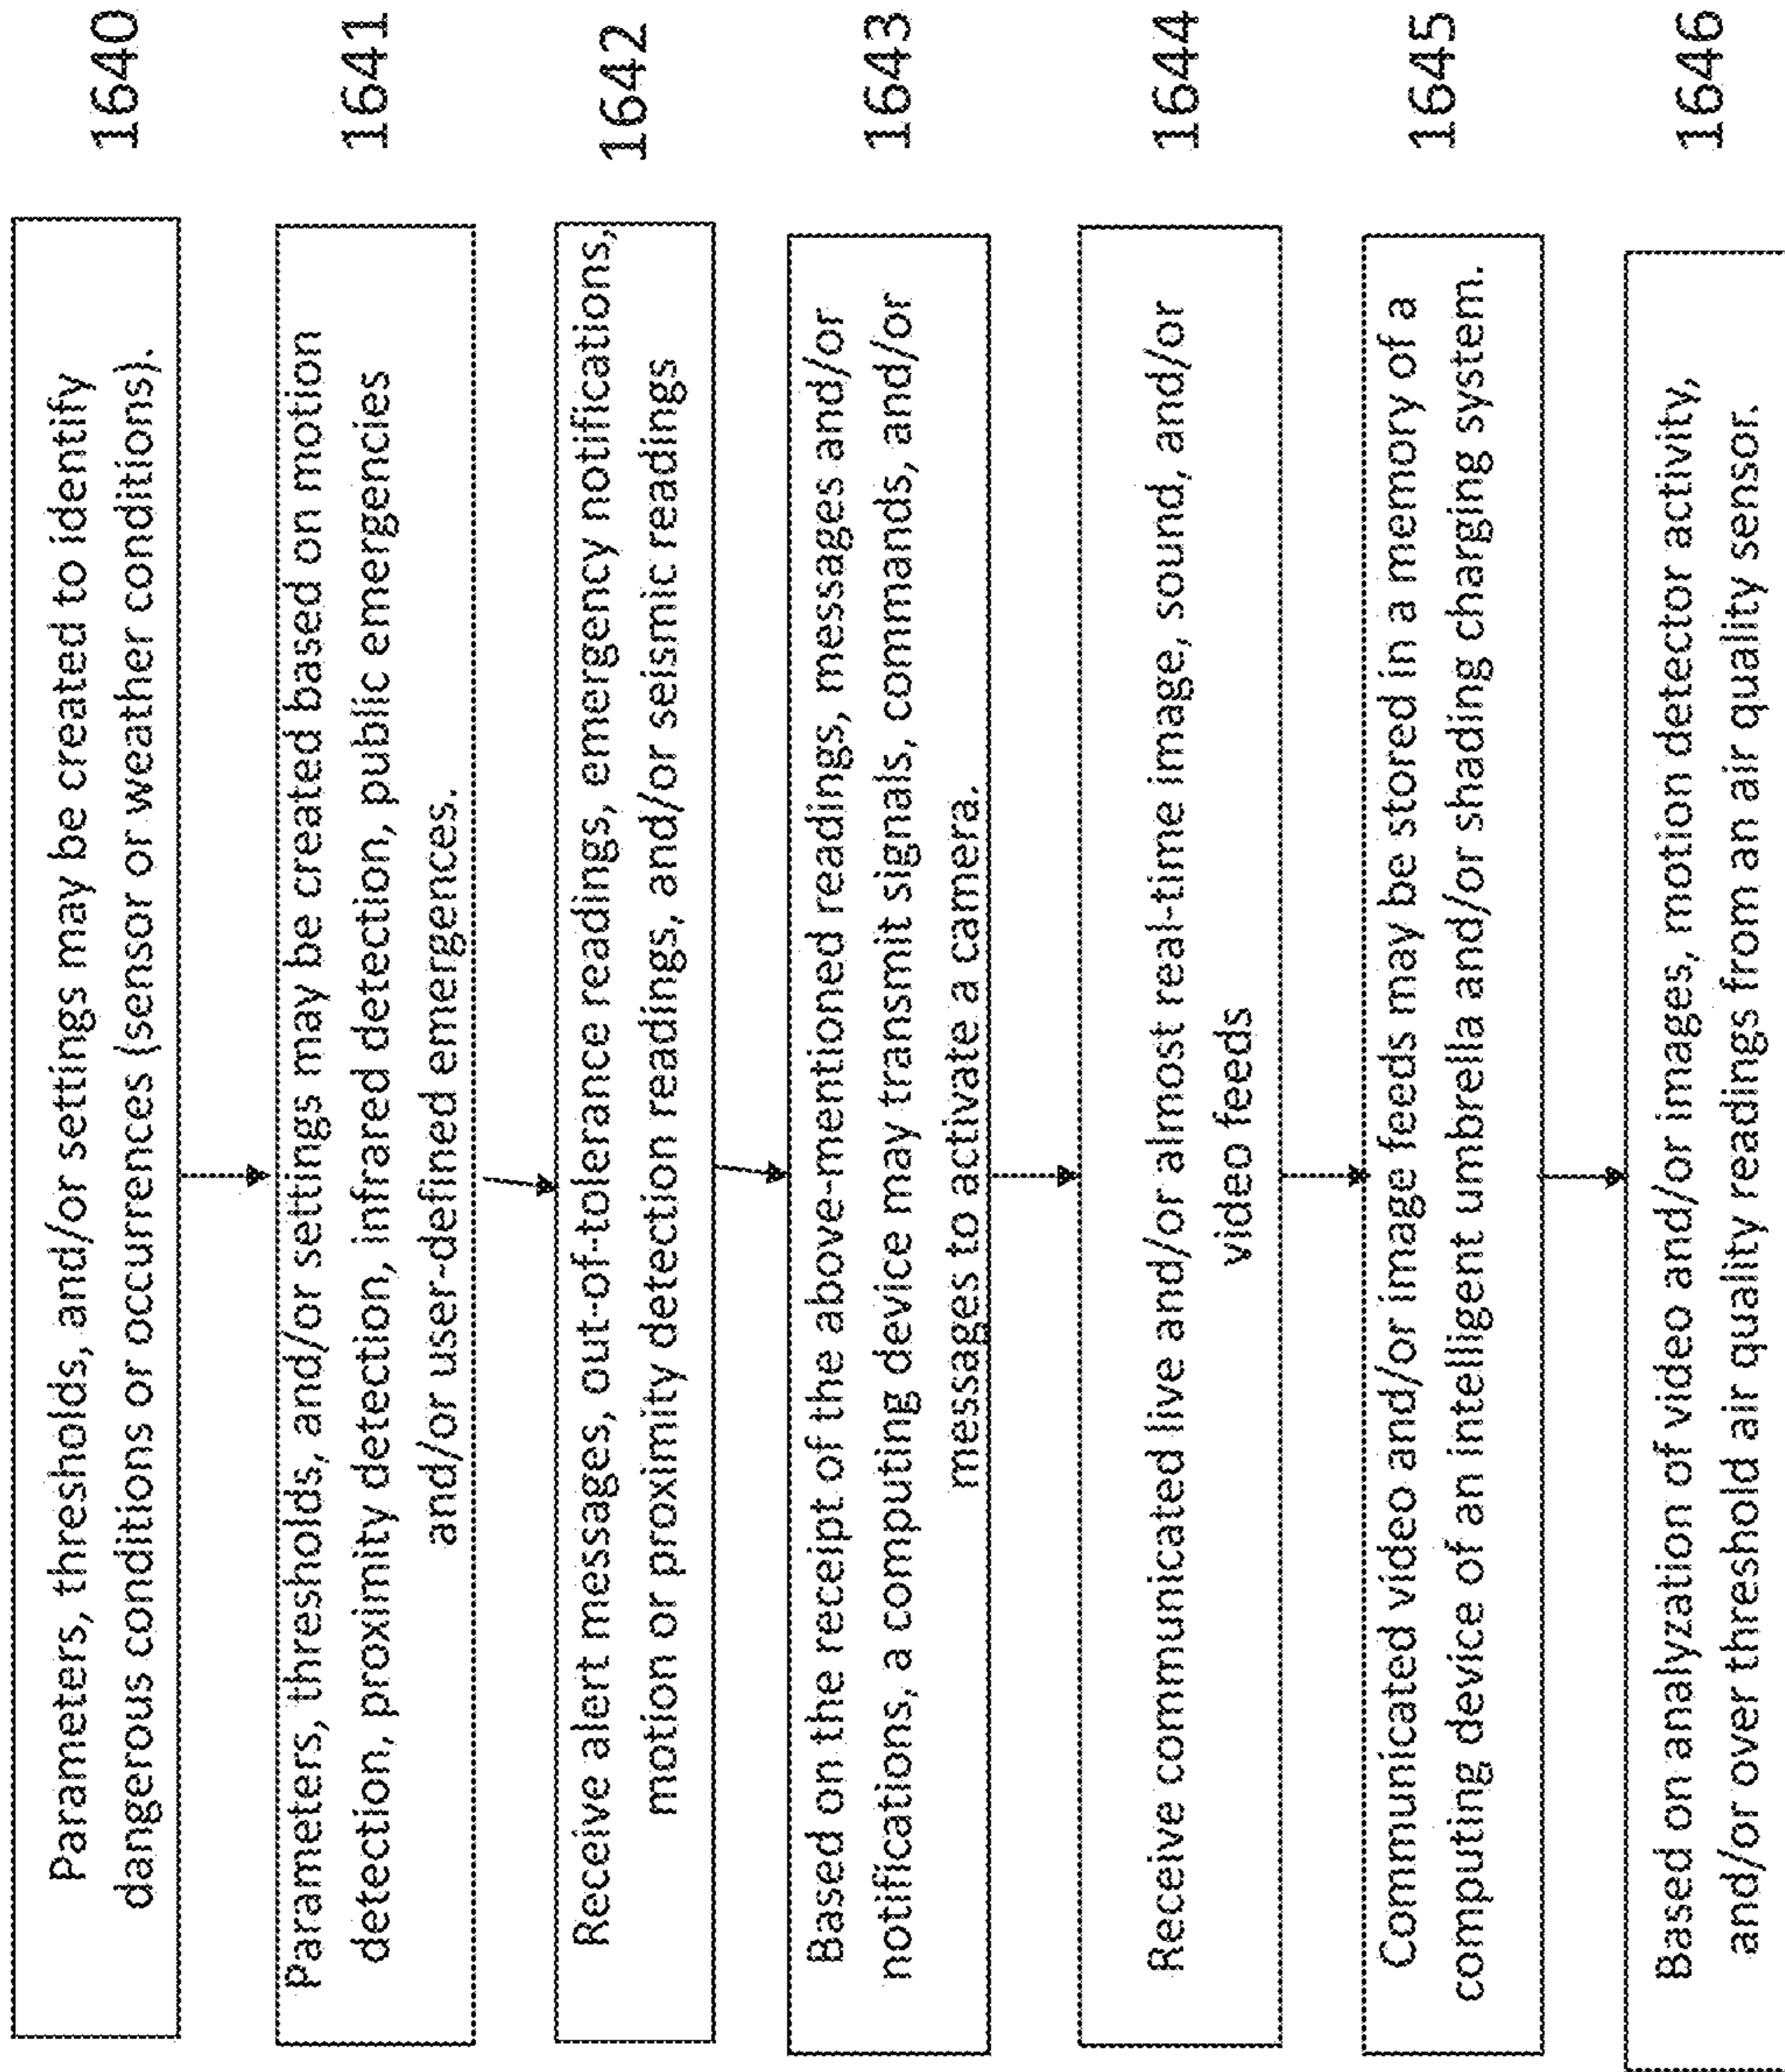 Parameters, thresholds, and/or settings may be created to identify
dangerous conditions or occurrences (sensor or weather conditions).
1640
Parameters, thresholds, and/or settings may be created based on motion
detection, proximity detection, infrared detection, public emergencies
and/or user-defined emergences.
1641
Receive alert messages, out-of-tolerance readings, emergency notifications,
motion or proximity detection readings, and/or seismic readings
1642
Based on the receipt of the above-mentioned readings, messages and/or
notifications, a computing device may transmit signals, commands, and/or
messages to activate a camera.
1643
Receive communicated live and/or almost real-time image, sound, and/or
video feeds
1644
Communicated video and/or image feeds may be stored in a memory of a
computing device of an intelligent umbrella and/or shading charging system.
1645
Based on analyzation of video and/or images, motion detector activity,
and/or over threshold air quality readings from an air quality sensor.
1646